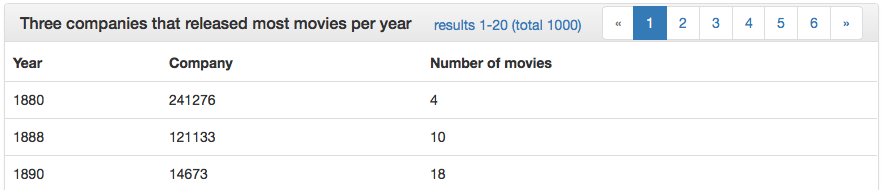 Three companies that released most movies per year results 1-20 (total 1000) « 1 2 3 4 5 6 »
Year Company Number of movies
1880 241276 4
1888 121133 10
1890 14673 18